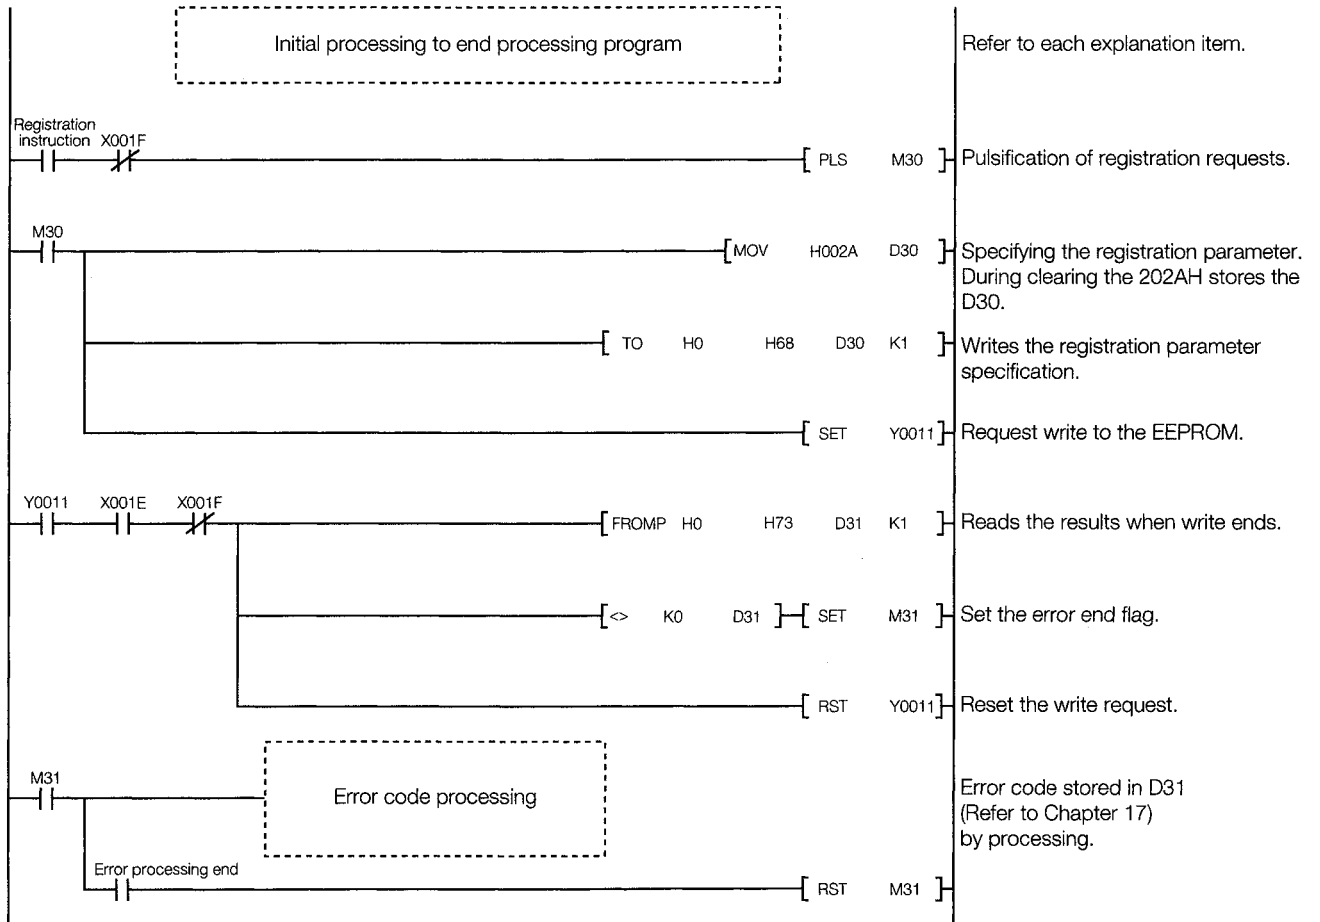 Initial processing to end processing program
Refer to each explanation item.
Registration
instruction X001F
PLS M30
Pulsification of registration requests.
M30
MOV H002A D30
Specifying the registration parameter.
During clearing the 202AH stores the
D30.
TO H0 H68 D30 K1
Writes the registration parameter
specification.
SET Y0011
Request write to the EEPROM.
Y0011 X001E X001F
FROMP H0 H73 D31 K1
Reads the results when write ends.
<> K0 D31 SET M31
Set the error end flag.
RST Y0011
Reset the write request.
M31
Error code processing
Error code stored in D31
(Refer to Chapter 17)
by processing.
Error processing end
RST M31